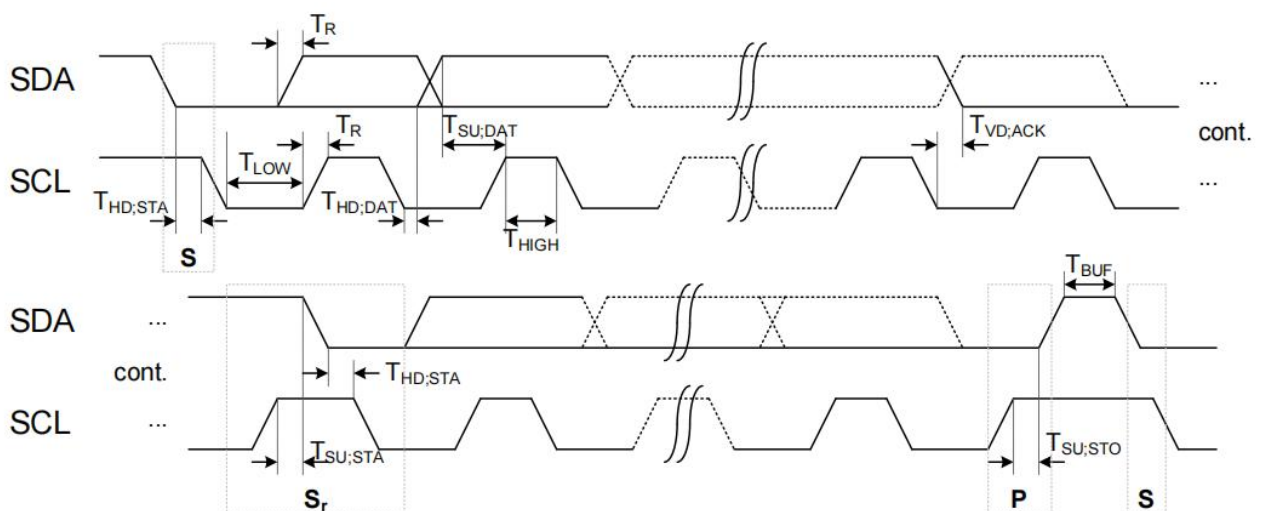 T_R
SDA
...
T_R
T_SU;DAT
T_VD;ACK
cont.
SCL
T_LOW
...
T_HD;STA
T_HD;DAT
T_HIGH
S
T_BUF
SDA
...
cont.
T_HD;STA
SCL
...
T_SU;STA
T_SU;STO
S_r
P
S